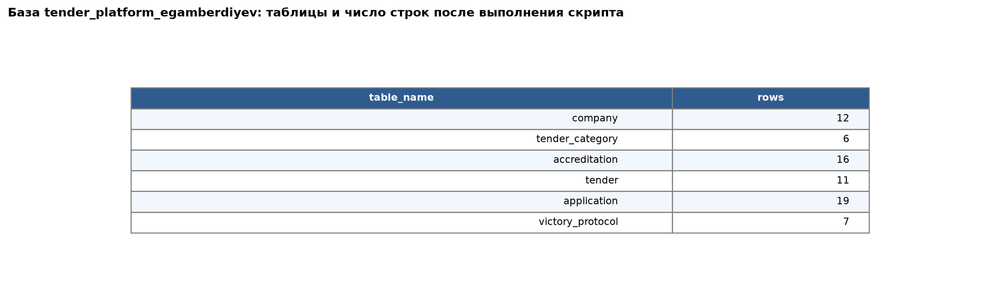 База tender_platform_egamberdiyev: таблицы и число строк после выполнения скрипта
table_name rows
company 12
tender_category 6
accreditation 16
tender 11
application 19
victory_protocol 7